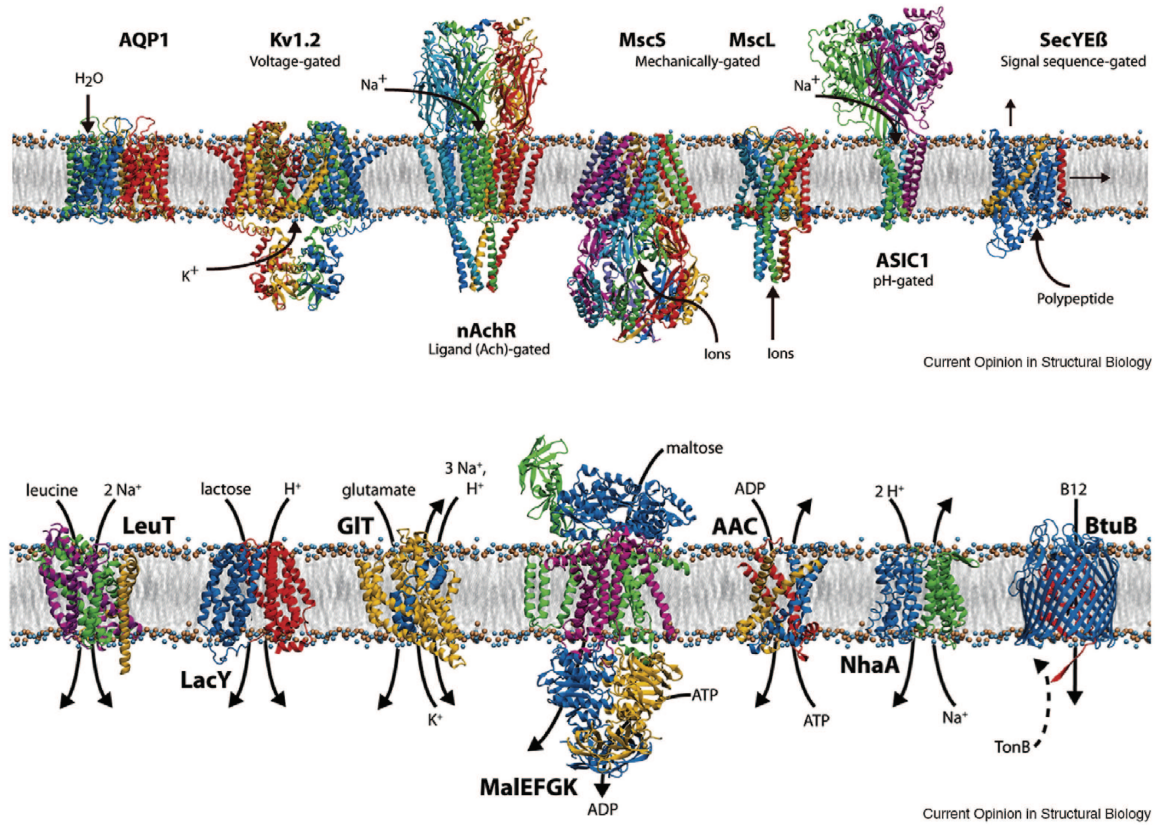 AQP1
H₂O
Kv1.2
Voltage-gated
K⁺
Na⁺
nAchR
Ligand (Ach)-gated
MscS
MscL
Mechanically-gated
Ions
Ions
Na⁺
ASIC1
pH-gated
SecYEß
Signal sequence-gated
Polypeptide
Current Opinion in Structural Biology
leucine
2 Na⁺
LeuT
lactose
H⁺
LacY
glutamate
3 Na⁺,
H⁺
GlT
K⁺
maltose
ATP
MalEFGK
ADP
ADP
AAC
ATP
2 H⁺
NhaA
Na⁺
B12
BtuB
TonB
Current Opinion in Structural Biology